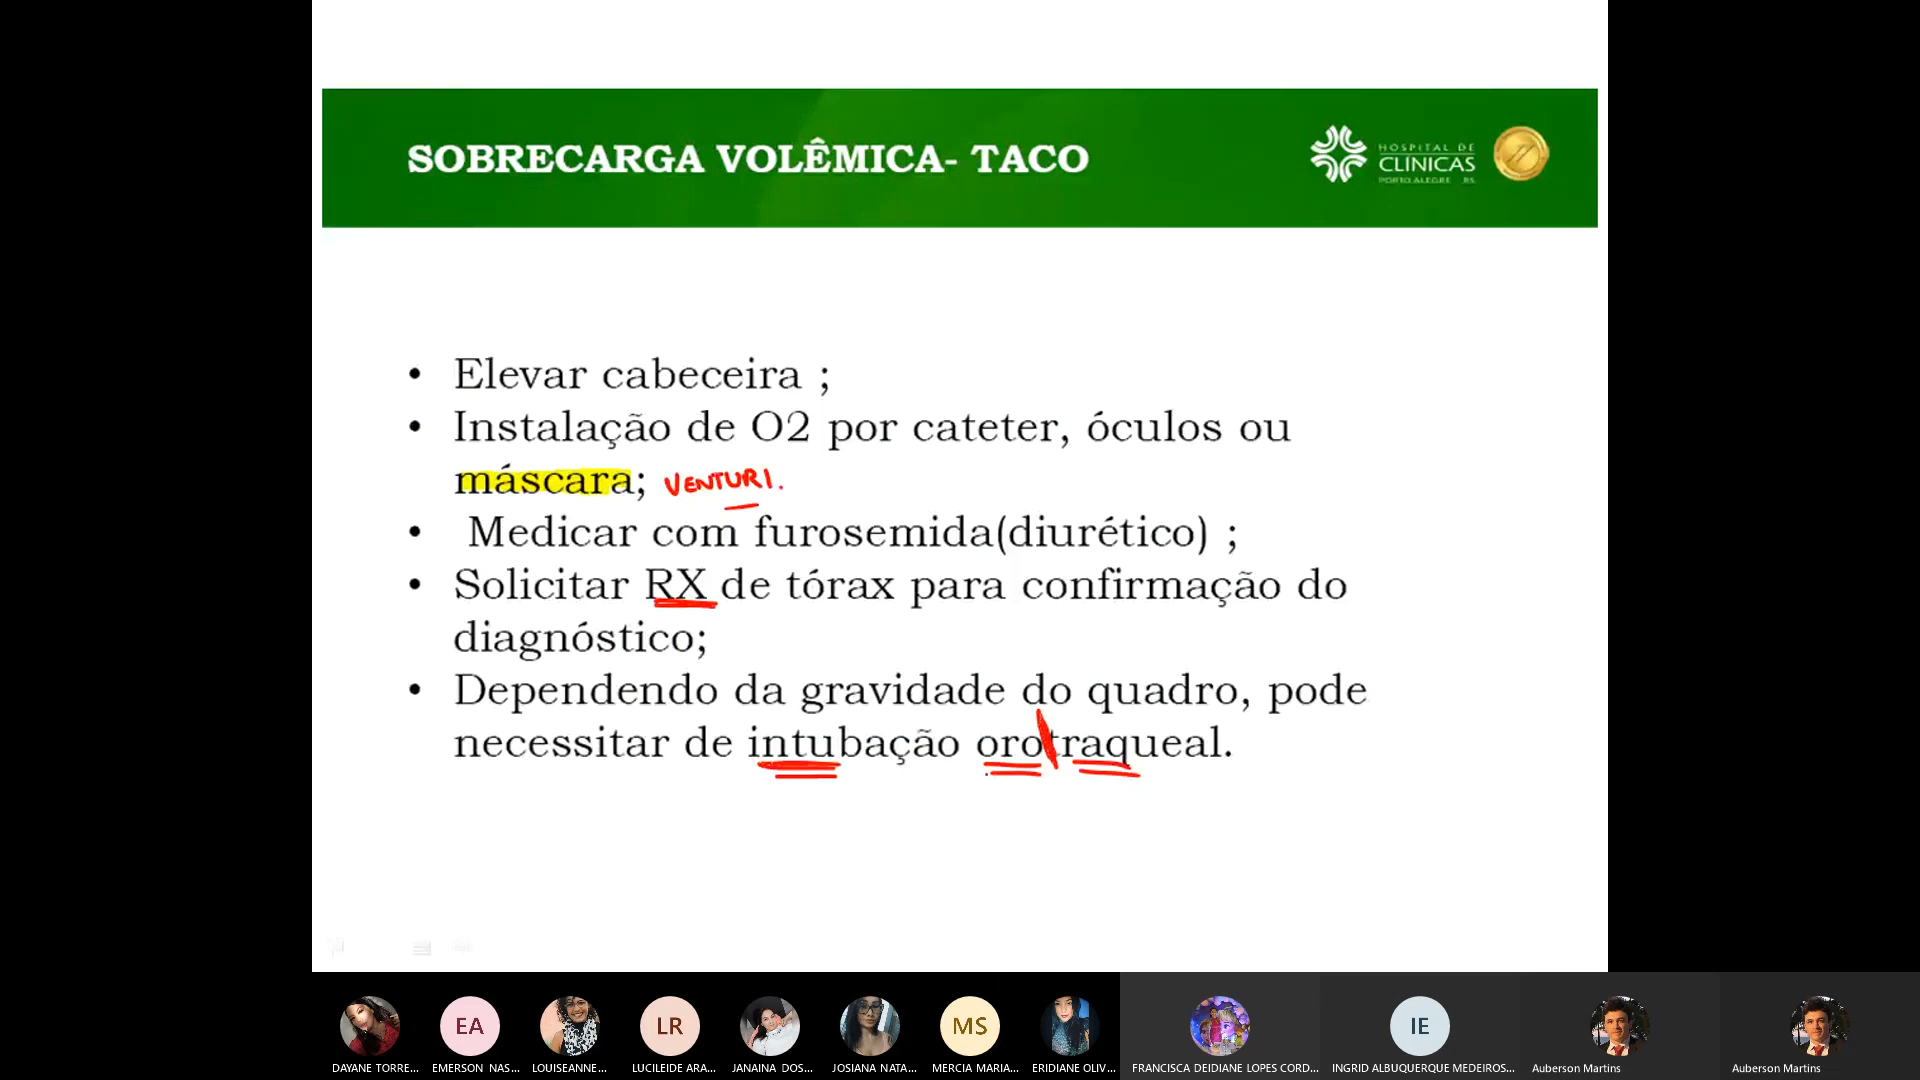 SOBRECARGA VOLÊMICA- TACO
HOSPITAL DE
CLINICAS
PORTO ALEGRE RS
• Elevar cabeceira ;
• Instalação de O2 por cateter, óculos ou
máscara; VENTURI.
• Medicar com furosemida(diurético) ;
• Solicitar RX de tórax para confirmação do
diagnóstico;
• Dependendo da gravidade do quadro, pode
necessitar de intubação orotraqueal.
EA
LR
MS
IE
DAYANE TORRE... EMERSON NAS... LOUISEANNE... LUCILEIDE ARA... JANAINA DOS... JOSIANA NATA... MERCIA MARIA... ERIDIANE OLIV... FRANCISCA DEIDIANE LOPES CORD... INGRID ALBUQUERQUE MEDEIROS... Auberson Martins Auberson Martins